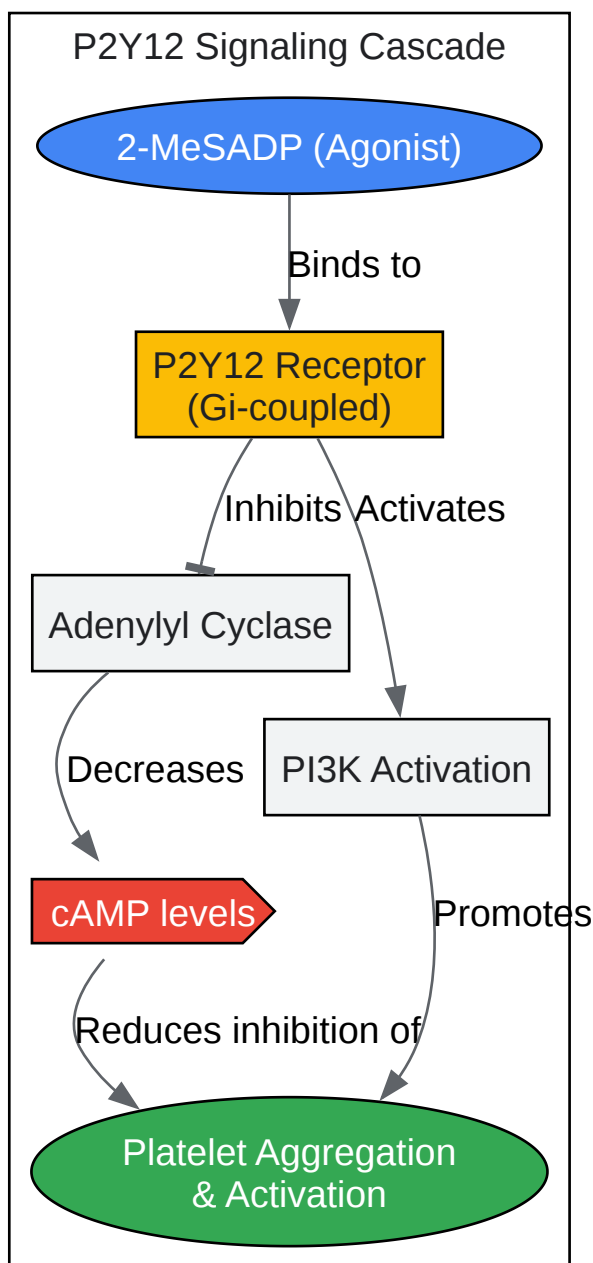 P2Y12 Signaling Cascade
2-MeSADP (Agonist)
Binds to
P2Y12 Receptor
(Gi-coupled)
Inhibits
Activates
Adenylyl Cyclase
PI3K Activation
Decreases
cAMP levels
Promotes
Reduces inhibition of
Platelet Aggregation
& Activation